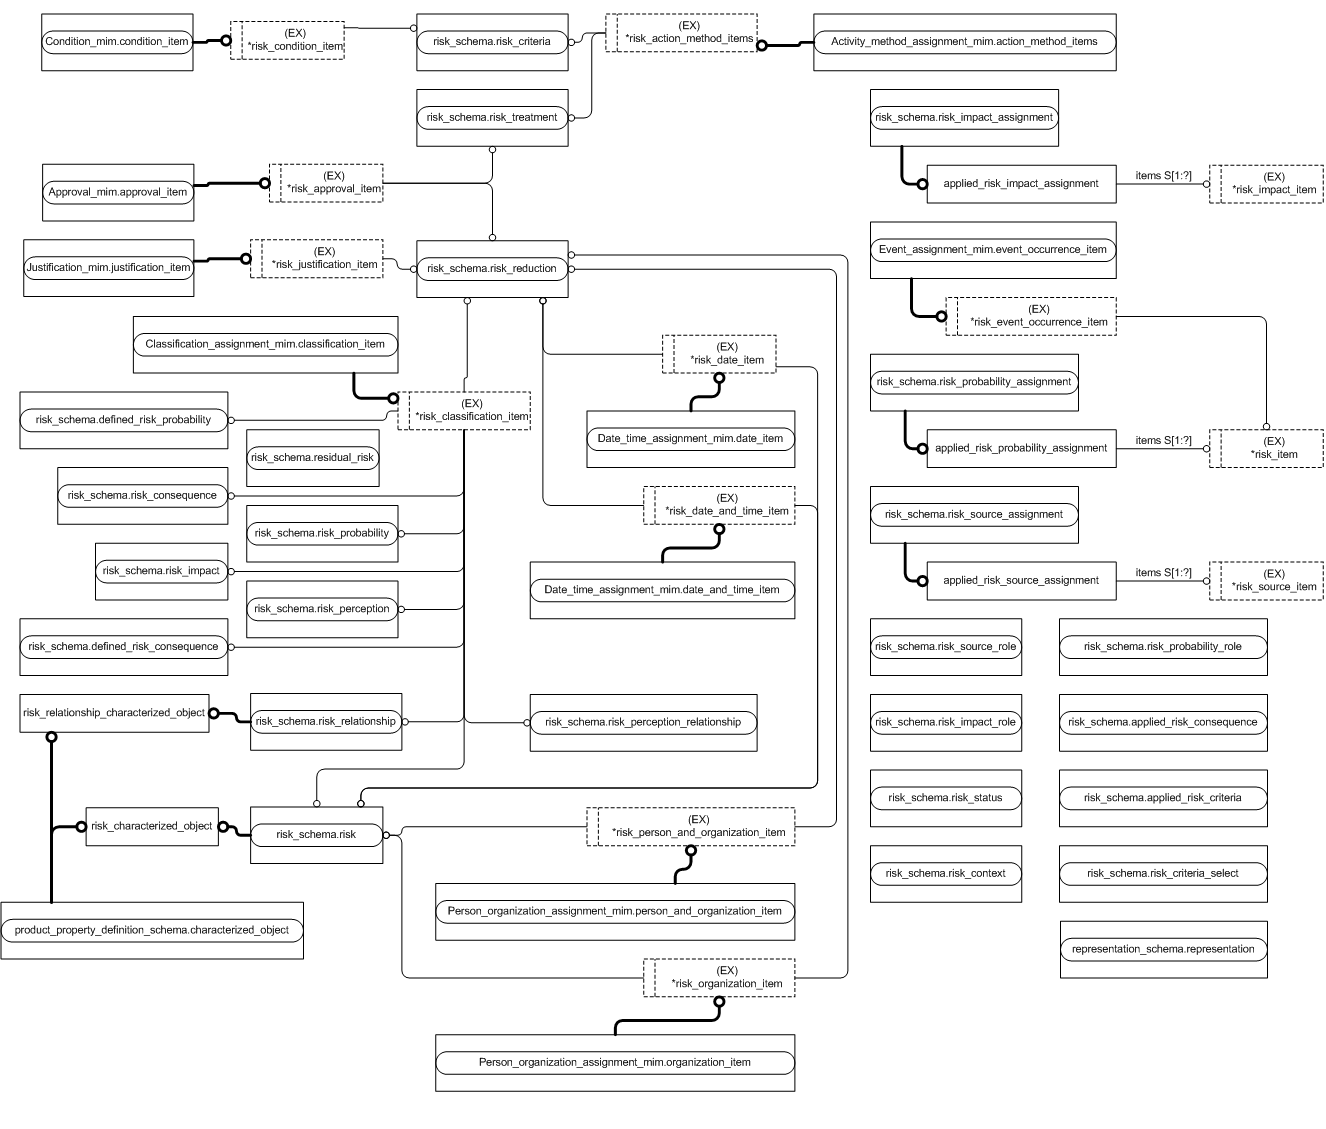 Condition_mim.condition_item
(EX)
*risk_condition_item
risk_schema.risk_criteria
(EX)
*risk_action_method_items
Activity_method_assignment_mim.action_method_items
risk_schema.risk_treatment
risk_schema.risk_impact_assignment
Approval_mim.approval_item
(EX)
*risk_approval_item
applied_risk_impact_assignment
items S[1:?]
(EX)
*risk_impact_item
Justification_mim.justification_item
(EX)
*risk_justification_item
risk_schema.risk_reduction
Event_assignment_mim.event_occurrence_item
(EX)
*risk_event_occurrence_item
Classification_assignment_mim.classification_item
(EX)
*risk_date_item
risk_schema.risk_probability_assignment
risk_schema.defined_risk_probability
(EX)
*risk_classification_item
Date_time_assignment_mim.date_item
applied_risk_probability_assignment
items S[1:?]
(EX)
*risk_item
risk_schema.residual_risk
risk_schema.risk_consequence
(EX)
*risk_date_and_time_item
risk_schema.risk_source_assignment
risk_schema.risk_probability
risk_schema.risk_impact
Date_time_assignment_mim.date_and_time_item
applied_risk_source_assignment
items S[1:?]
(EX)
*risk_source_item
risk_schema.risk_perception
risk_schema.defined_risk_consequence
risk_schema.risk_source_role
risk_schema.risk_probability_role
risk_relationship_characterized_object
risk_schema.risk_relationship
risk_schema.risk_perception_relationship
risk_schema.risk_impact_role
risk_schema.applied_risk_consequence
risk_schema.risk_status
risk_schema.applied_risk_criteria
risk_characterized_object
risk_schema.risk
(EX)
*risk_person_and_organization_item
risk_schema.risk_context
risk_schema.risk_criteria_select
Person_organization_assignment_mim.person_and_organization_item
product_property_definition_schema.characterized_object
representation_schema.representation
(EX)
*risk_organization_item
Person_organization_assignment_mim.organization_item